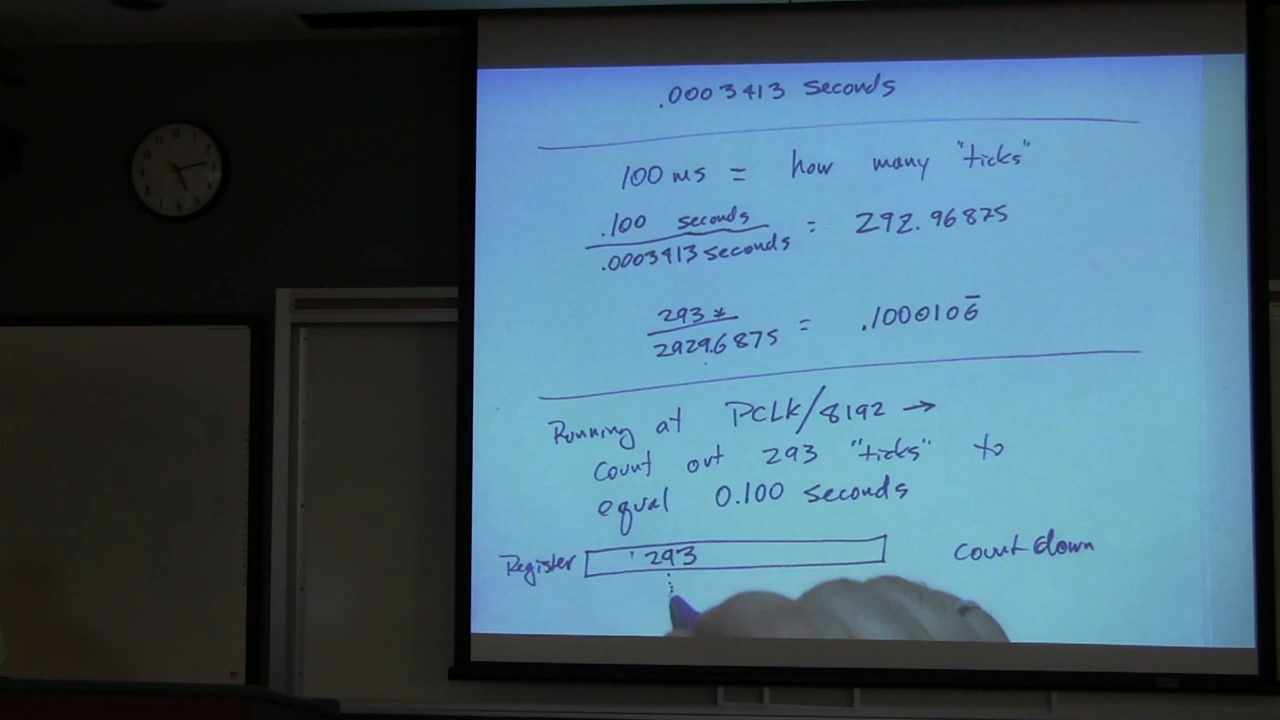 .0003413 seconds
100 ms = how many "ticks"
.100 seconds / .0003413 seconds = 292.96875
293 * / 2929.6875 = .1000106̅
Running at PCLK/8192 →
count out 293 "ticks" to
equal 0.100 seconds
Register 293 count down